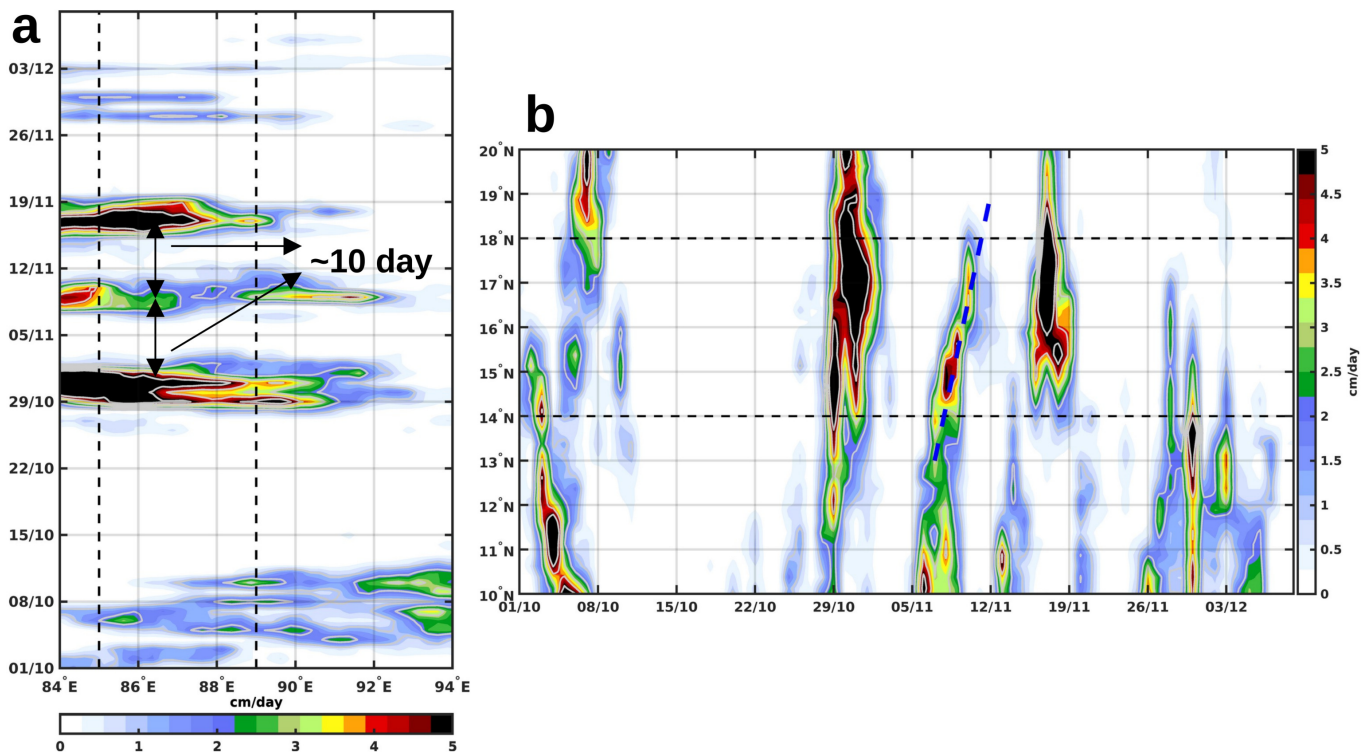 a
03/12
26/11
19/11
12/11
05/11
29/10
22/10
15/10
08/10
01/10
~10 day
84°E 86°E 88°E 90°E 92°E 94°E
cm/day
0 1 2 3 4 5
b
20°N
19°N
18°N
17°N
16°N
15°N
14°N
13°N
12°N
11°N
10°N
01/10 08/10 15/10 22/10 29/10 05/11 12/11 19/11 26/11 03/12
5
4.5
4
3.5
3
2.5
2
1.5
1
0.5
0
cm/day